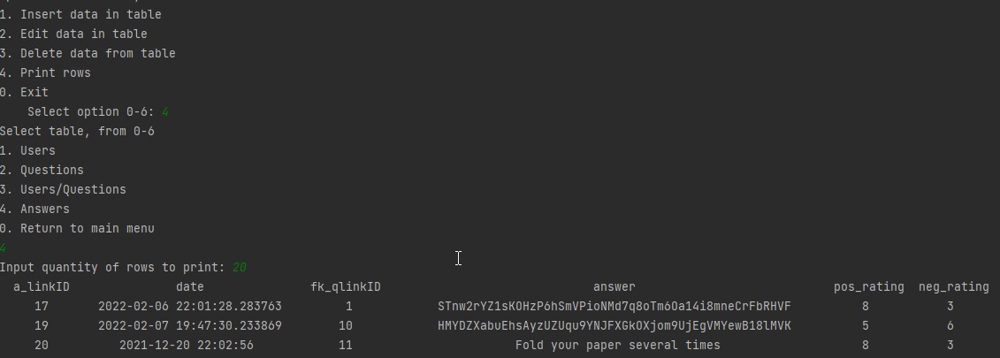 1. Insert data in table
2. Edit data in table
3. Delete data from table
4. Print rows
0. Exit
Select option 0-6: 4
Select table, from 0-6
1. Users
2. Questions
3. Users/Questions
4. Answers
0. Return to main menu
4
Input quantity of rows to print: 20
a_linkID date fk_qlinkID answer pos_rating neg_rating
17 2022-02-06 22:01:28.283763 1 STnw2rYZ1sKOHzP6hSmVPioNMd7q8oTm6Oa14i8mneCrFbRHVF 8 3
19 2022-02-07 19:47:30.233869 10 HMYDZXabuEhsAyzUZUqu9YNJFXGkOXjom9UjEgVMYewB18lMVK 5 6
20 2021-12-20 22:02:56 11 Fold your paper several times 8 3